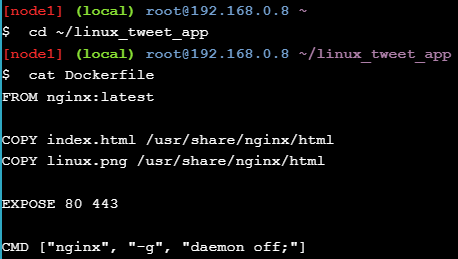 [node1] (local) root@192.168.0.8 ~
$ cd ~/linux_tweet_app
[node1] (local) root@192.168.0.8 ~/linux_tweet_app
$ cat Dockerfile
FROM nginx:latest
COPY index.html /usr/share/nginx/html
COPY linux.png /usr/share/nginx/html
EXPOSE 80 443
CMD ["nginx", "-g", "daemon off;"]